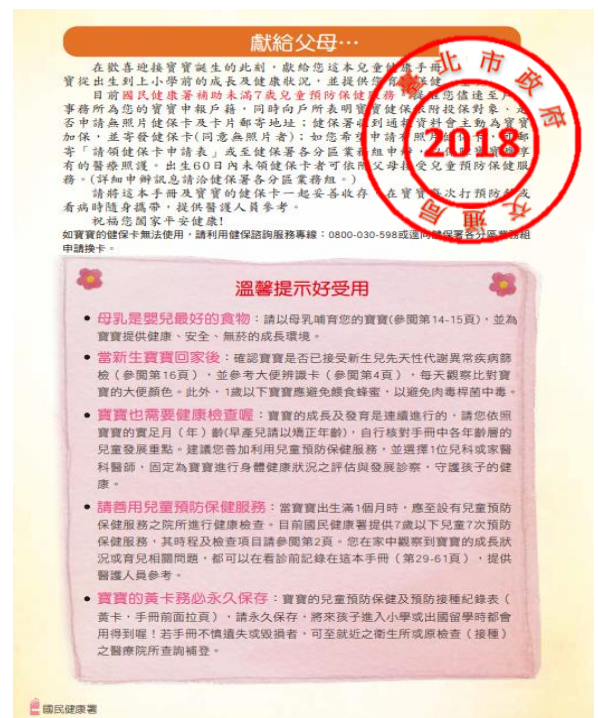 獻給父母…
在歡喜迎接寶寶誕生的此刻，獻給您這本兒童健康手冊
寶從出生到上小學前的成長及健康狀況，並提供您育
目前國民健康署補助未滿7歲兒童預防保健服務，提醒您儘速至戶
事務所為您的寶寶申報戶籍，同時向戶所表明寶寶健保依附投保對象、是
否申請無照片健保卡及卡片郵寄地址；健保署收到通報資料會主動為寶寶
加保，並寄發健保卡(同意無照片者)；如您希望申請有照片
寄「請領健保卡申請表」或至健保署各分區業務組申辦，
有的醫療照護。出生60日內未領健保卡者可依附父母接受兒童預防保健服
務。(詳細申辦訊息請洽健保署各分區業務組。)
請將這本手冊及寶寶的健保卡一起妥善收存，在寶寶每次打預防針或
看病時隨身攜帶，提供醫護人員參考。
祝福您闔家平安健康!
如寶寶的健保卡無法使用，請利用健保諮詢服務專線：0800-030-598或逕向健保署各分區業務組
申請換卡。
臺北市政府
2018
交通局
溫馨提示好受用
• 母乳是嬰兒最好的食物：請以母乳哺育您的寶寶(參閱第14-15頁)，並為
寶寶提供健康、安全、無菸的成長環境。
• 當新生寶寶回家後：確認寶寶是否已接受新生兒先天性代謝異常疾病篩
檢（參閱第16頁），並參考大便辨識卡（參閱第4頁），每天觀察比對寶
寶的大便顏色。此外，1歲以下寶寶應避免餵食蜂蜜，以避免肉毒桿菌中毒。
• 寶寶也需要健康檢查喔：寶寶的成長及發育是連續進行的，請您依照
寶寶的實足月（年）齡(早產兒請以矯正年齡)，自行核對手冊中各年齡層的
兒童發展重點。建議您善加利用兒童預防保健服務，並選擇1位兒科或家醫
科醫師，固定為寶寶進行身體健康狀況之評估與發展診察，守護孩子的健
康。
• 請善用兒童預防保健服務：當寶寶出生滿1個月時，應至設有兒童預防
保健服務之院所進行健康檢查。目前國民健康署提供7歲以下兒童7次預防
保健服務，其時程及檢查項目請參閱第2頁。您在家中觀察到寶寶的成長狀
況或育兒相關問題，都可以在看診前記錄在這本手冊（第29-61頁），提供
醫護人員參考。
• 寶寶的黃卡務必永久保存：寶寶的兒童預防保健及預防接種紀錄表（
黃卡，手冊前面拉頁），請永久保存，將來孩子進入小學或出國留學時都會
用得到喔！若手冊不慎遺失或毀損者，可至就近之衛生所或原檢查（接種）
之醫療院所查詢補登。
國民健康署